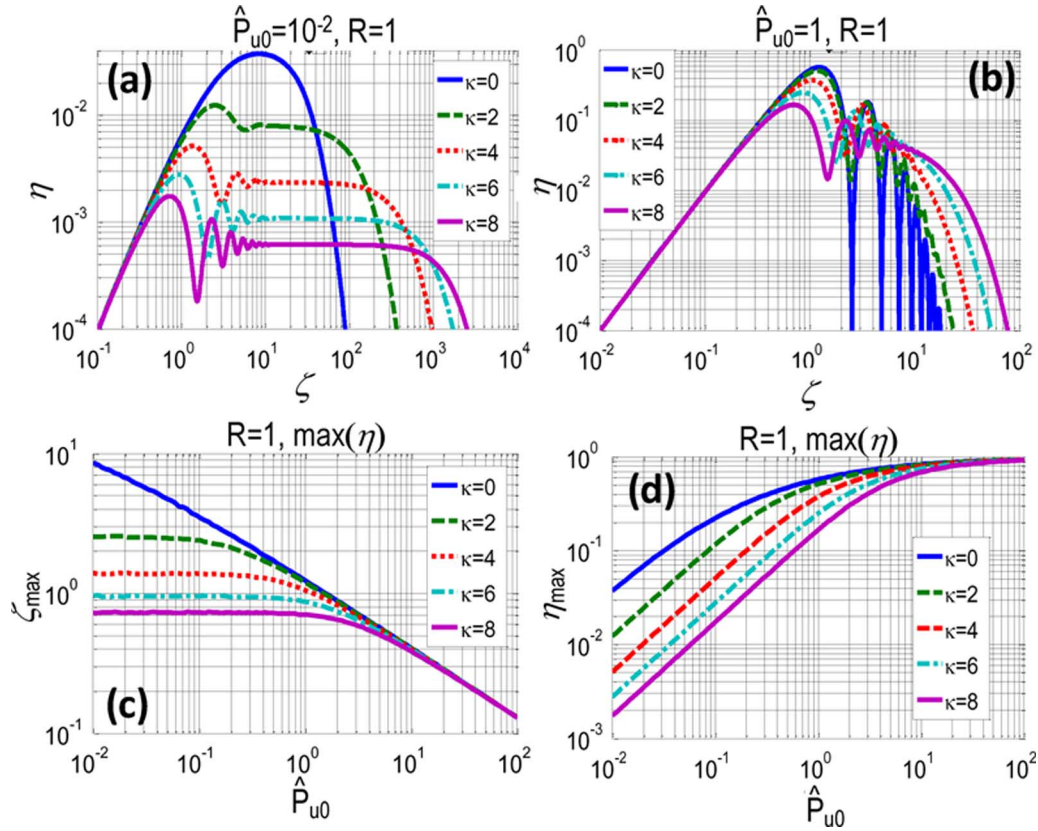 P̂u0=10-2, R=1
(a)
κ=0
κ=2
κ=4
κ=6
κ=8
10-2
10-3
10-4
η
10-1 100 101 102 103 104
ζ
P̂u0=1, R=1
(b)
κ=0
κ=2
κ=4
κ=6
κ=8
100
10-1
10-2
10-3
10-4
η
10-2 10-1 100 101 102
ζ
R=1, max(η)
(c)
κ=0
κ=2
κ=4
κ=6
κ=8
101
100
10-1
ζmax
10-2 10-1 100 101 102
P̂u0
R=1, max(η)
(d)
κ=0
κ=2
κ=4
κ=6
κ=8
100
10-1
10-2
10-3
ηmax
10-2 10-1 100 101 102
P̂u0